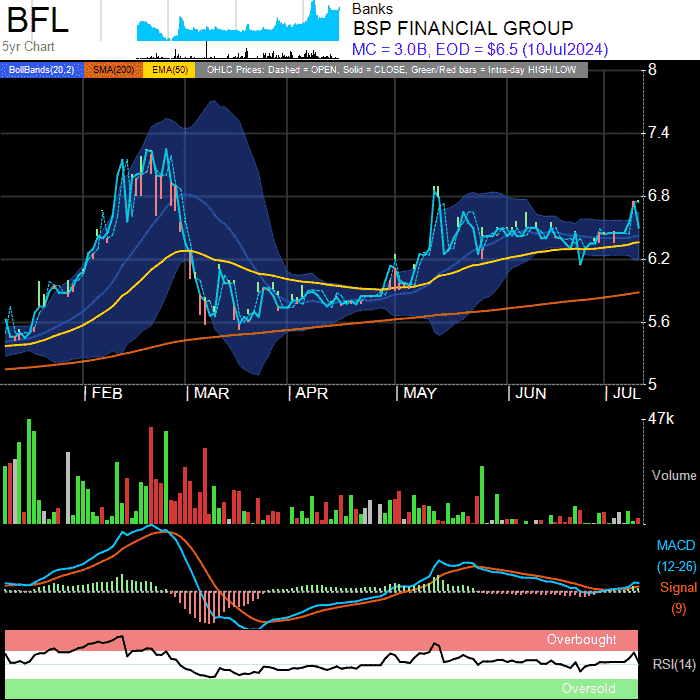 BFL
5yr Chart
Banks
BSP FINANCIAL GROUP
MC = 3.0B, EOD = $6.5 (10Jul2024)
BollBands(20,2) SMA(200) EMA(50) OHLC Prices: Dashed = OPEN, Solid = CLOSE, Green/Red bars = Intra-day HIGH/LOW
8
7.4
6.8
6.2
5.6
5
FEB MAR APR MAY JUN JUL
47k
Volume
MACD
(12-26)
Signal
(9)
Overbought
RSI(14)
Oversold